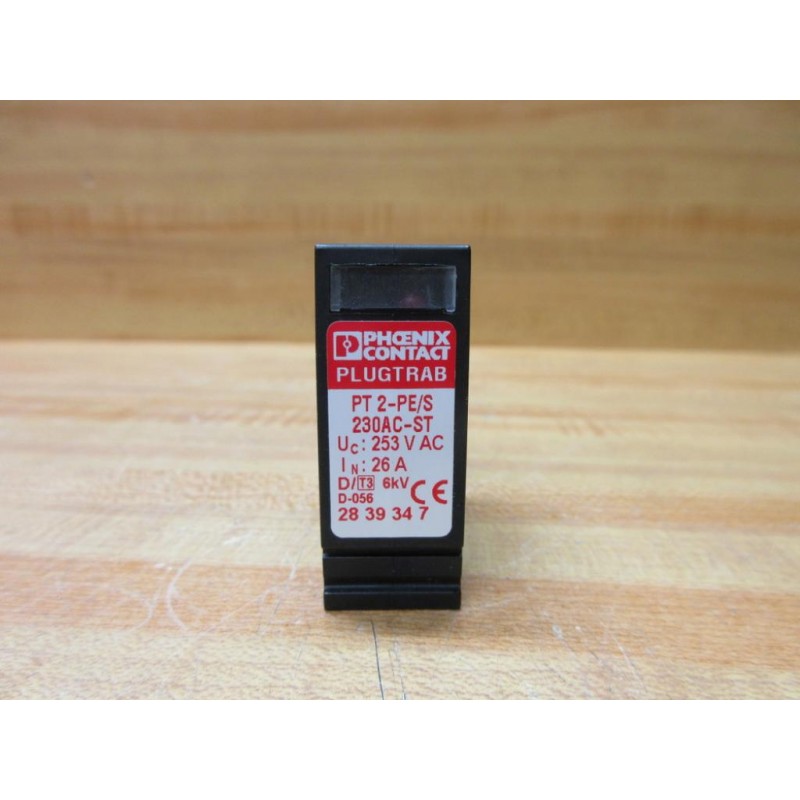 PHŒNIX
CONTACT
PLUGTRAB
PT 2-PE/S
230AC-ST
UC: 253 V AC
IN: 26 A
D/T3 6kV
D-056 CE
28 39 34 7